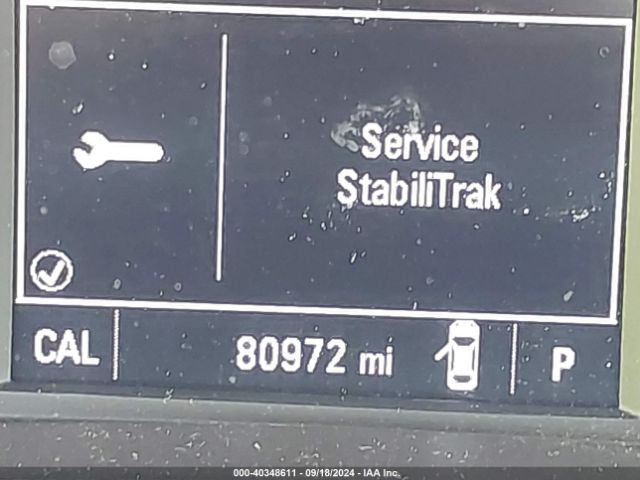 Service
StabiliTrak
CAL 80972 mi P
000-40348611 - 09/18/2024 - IAA Inc.